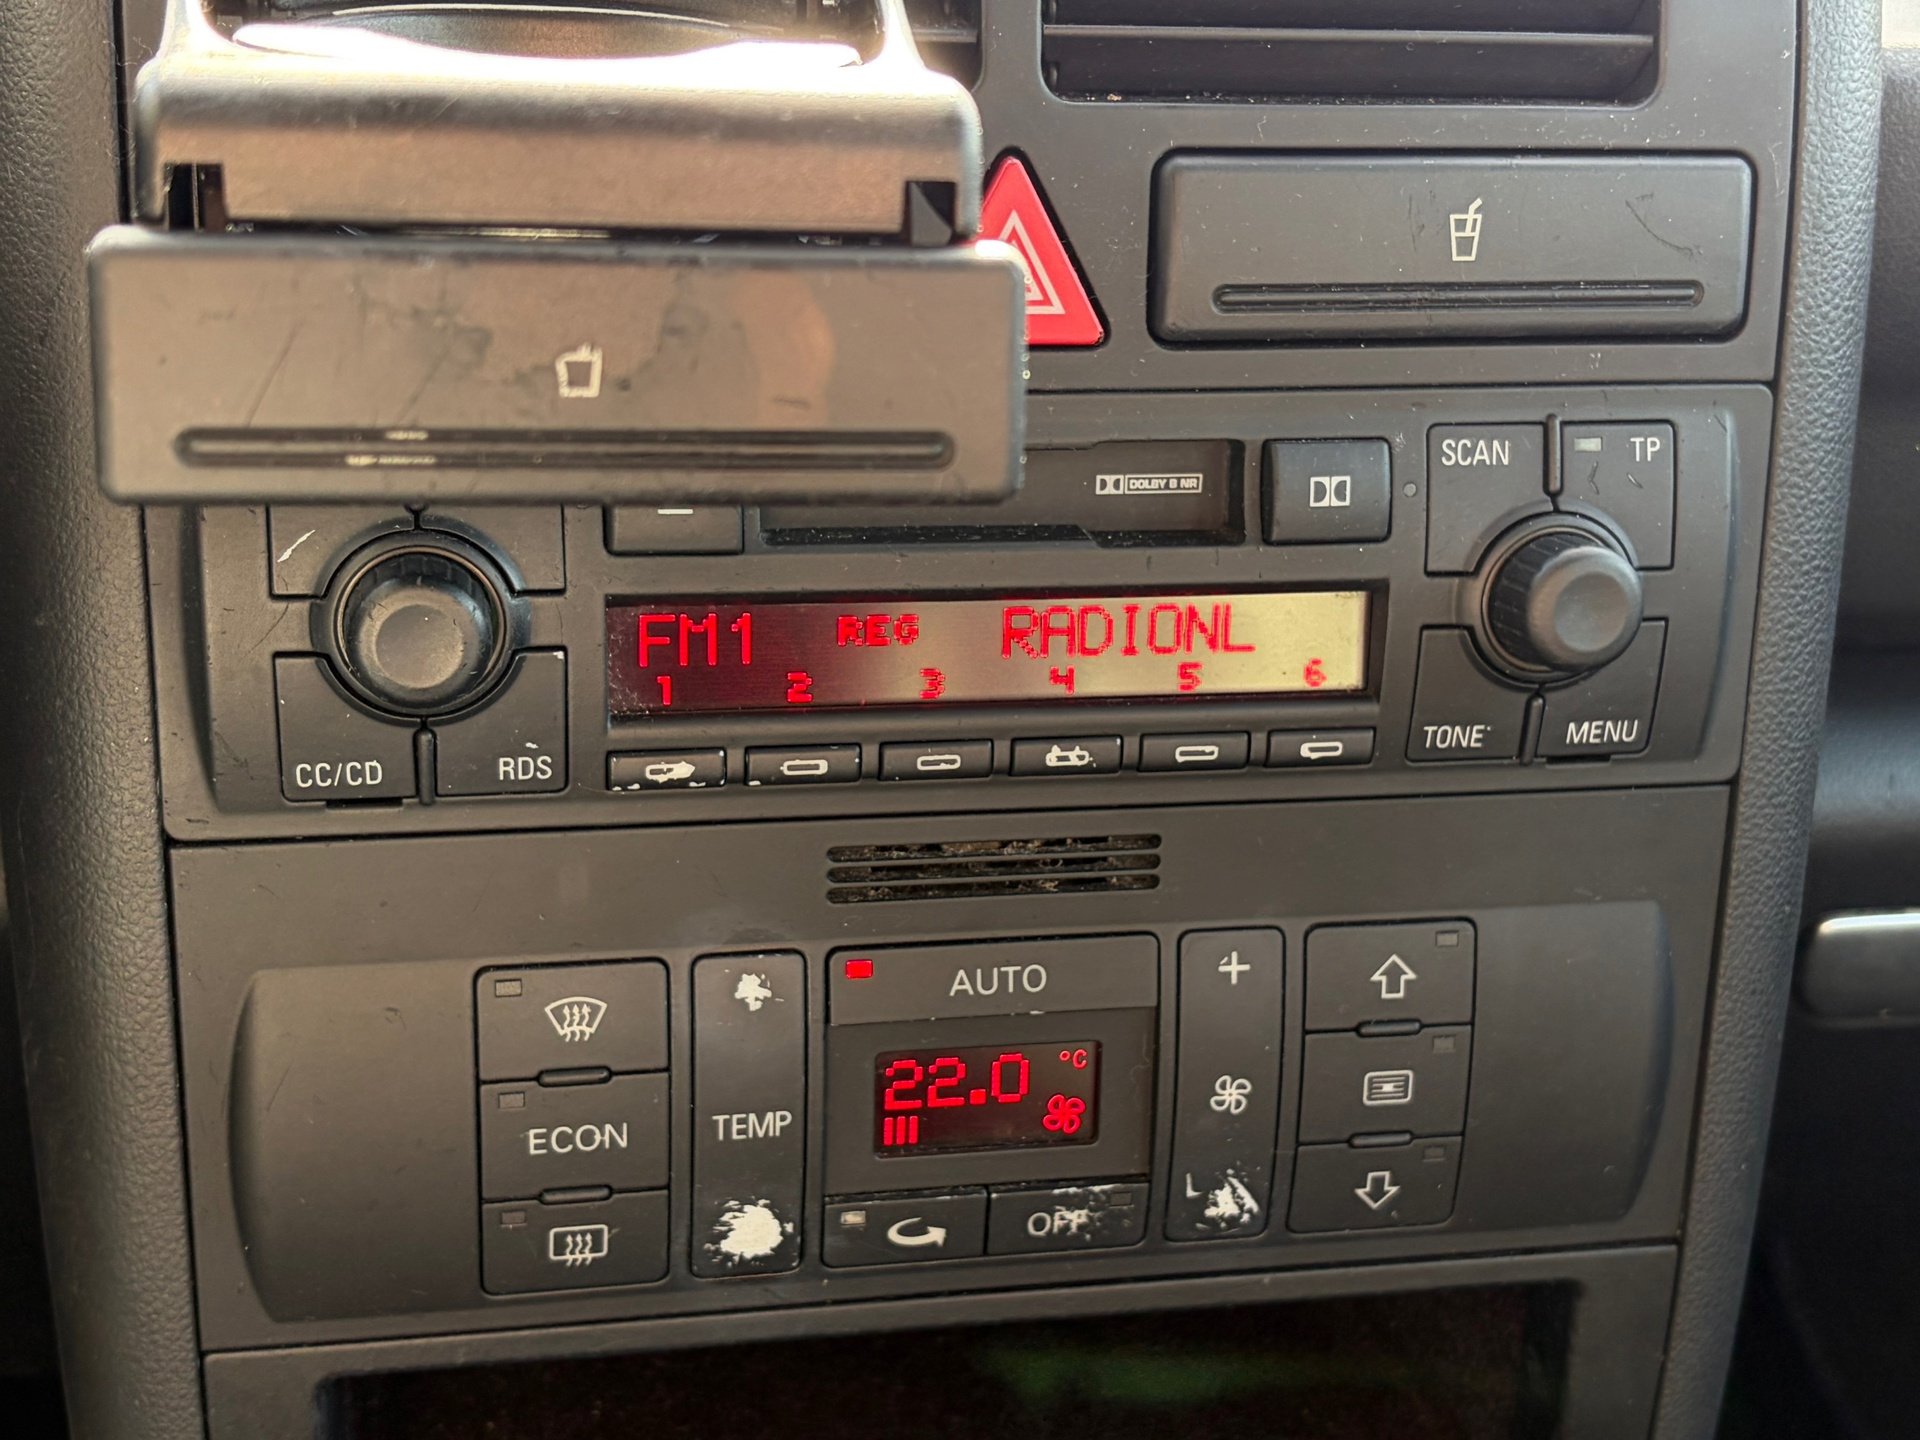 DOLBY B NR
SCAN
TP
FM1 REG RADIONL
1 2 3 4 5 6
CC/CD
RDS
TONE
MENU
AUTO
+
22.0 °C
ECON
TEMP
OFF